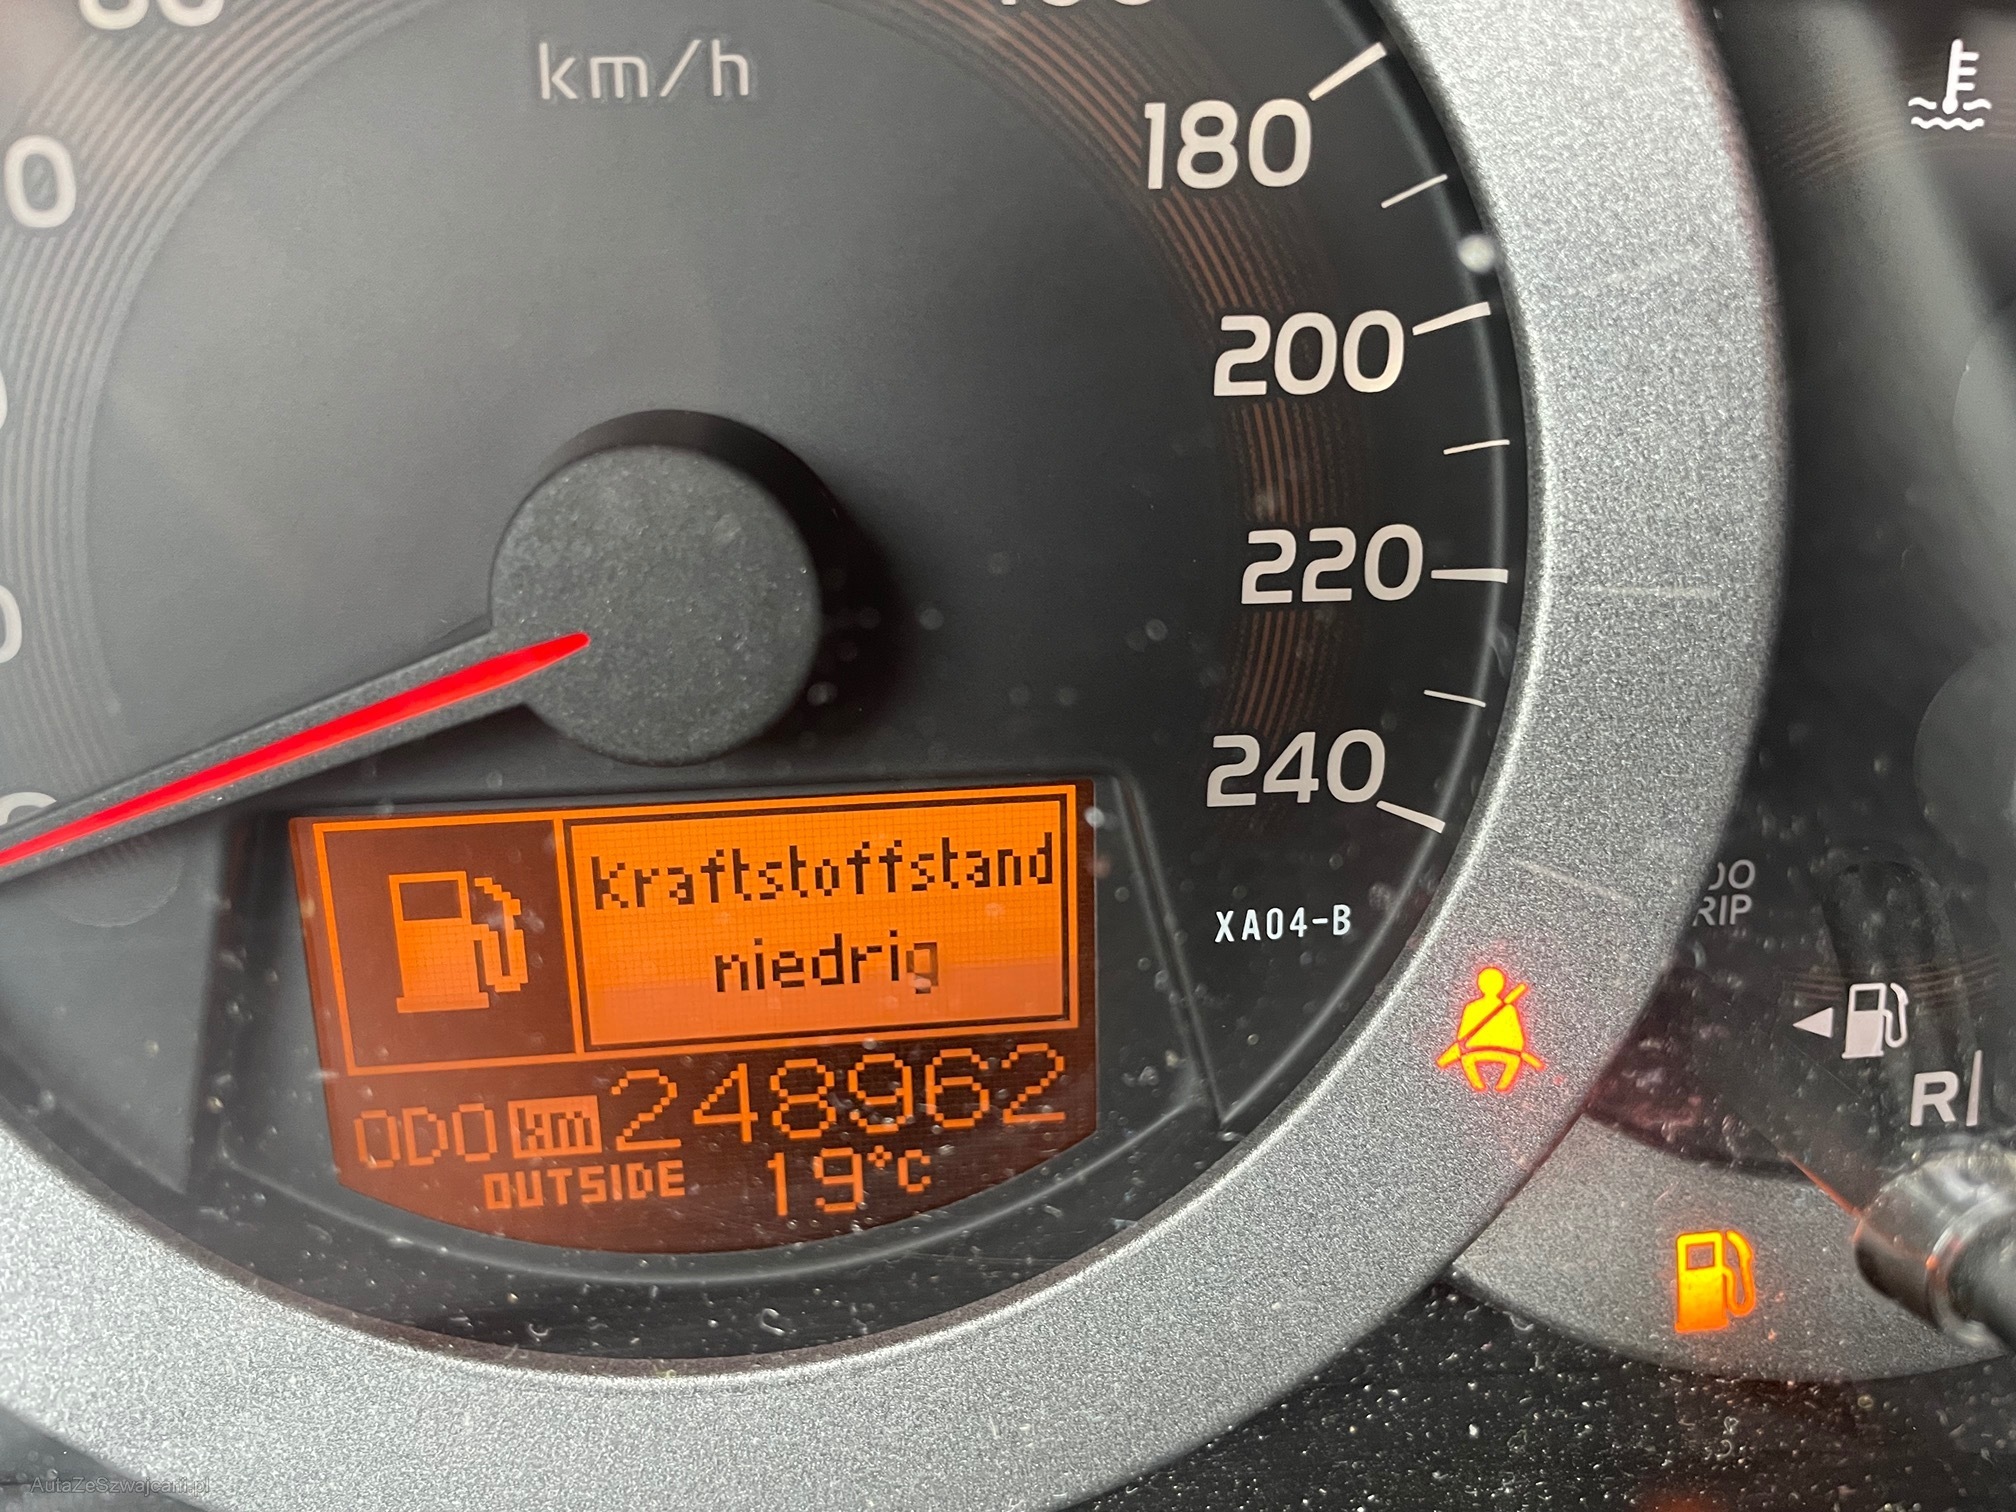 km/h
180
200
220
240
XA04-B
Kraftstoffstand
niedrig
ODO km 248962
OUTSIDE 19°C
R
AutaZeSzwajcarii.pl